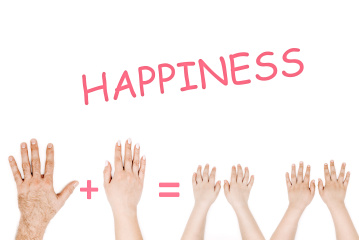 HAPPINESS
+ =